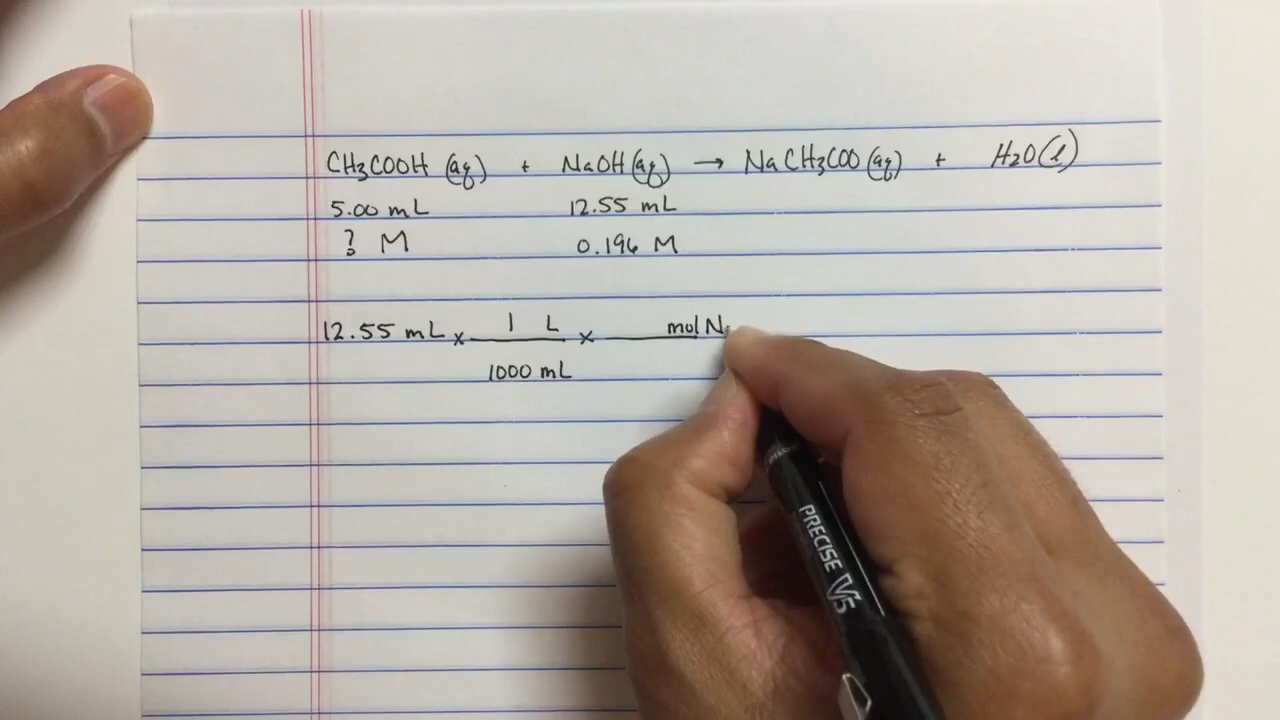 CH3COOH (aq) + NaOH(aq) → NaCH3COO (aq) + H2O(l)
5.00 mL 12.55 mL
? M 0.196 M
12.55 mL x 1 L x mol N
1000 mL
PRECISE V5